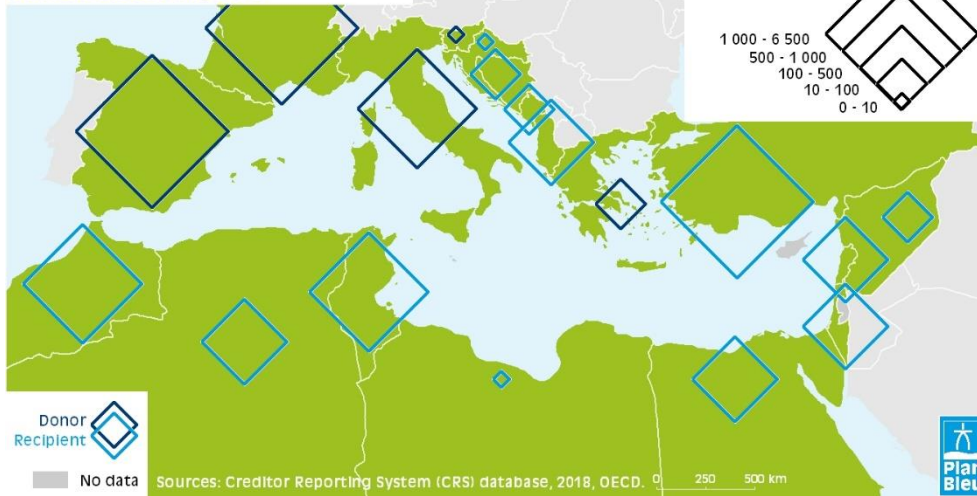 1 000 - 6 500
500 - 1 000
100 - 500
10 - 100
0 - 10
Donor
Recipient
No data
Sources: Creditor Reporting System (CRS) database, 2018, OECD.
0 250 500 km
Plan
Bleu